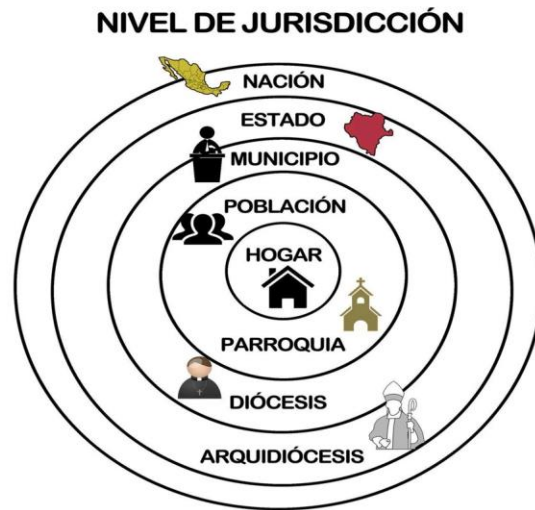 NIVEL DE JURISDICCIÓN
NACIÓN
ESTADO
MUNICIPIO
POBLACIÓN
HOGAR
PARROQUIA
DIÓCESIS
ARQUIDIÓCESIS